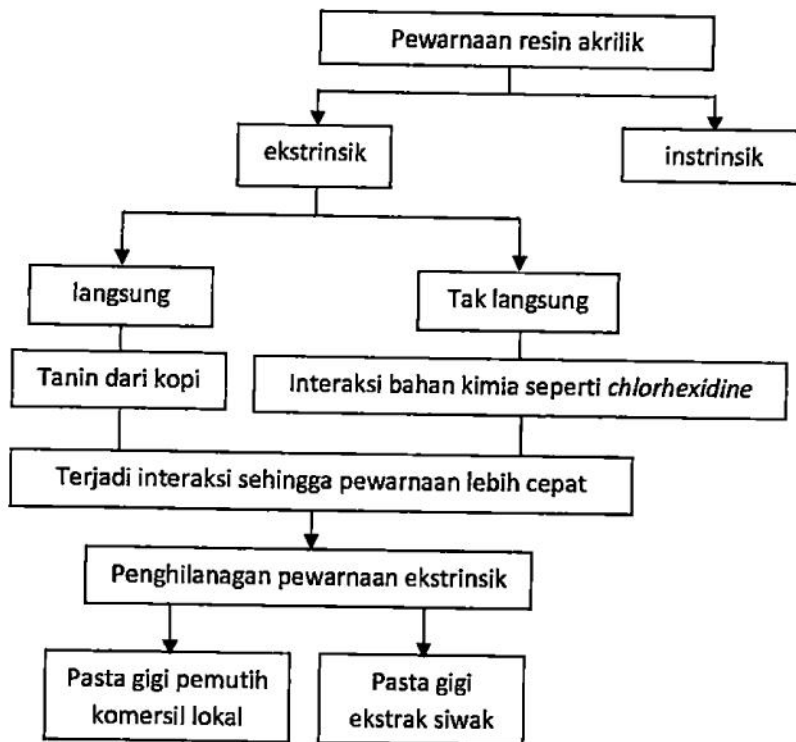 Pewarnaan resin akrilik
ekstrinsik
instrinsik
langsung
Tak langsung
Tanin dari kopi
Interaksi bahan kimia seperti chlorhexidine
Terjadi interaksi sehingga pewarnaan lebih cepat
Penghilanagan pewarnaan ekstrinsik
Pasta gigi pemutih
komersil lokal
Pasta gigi
ekstrak siwak